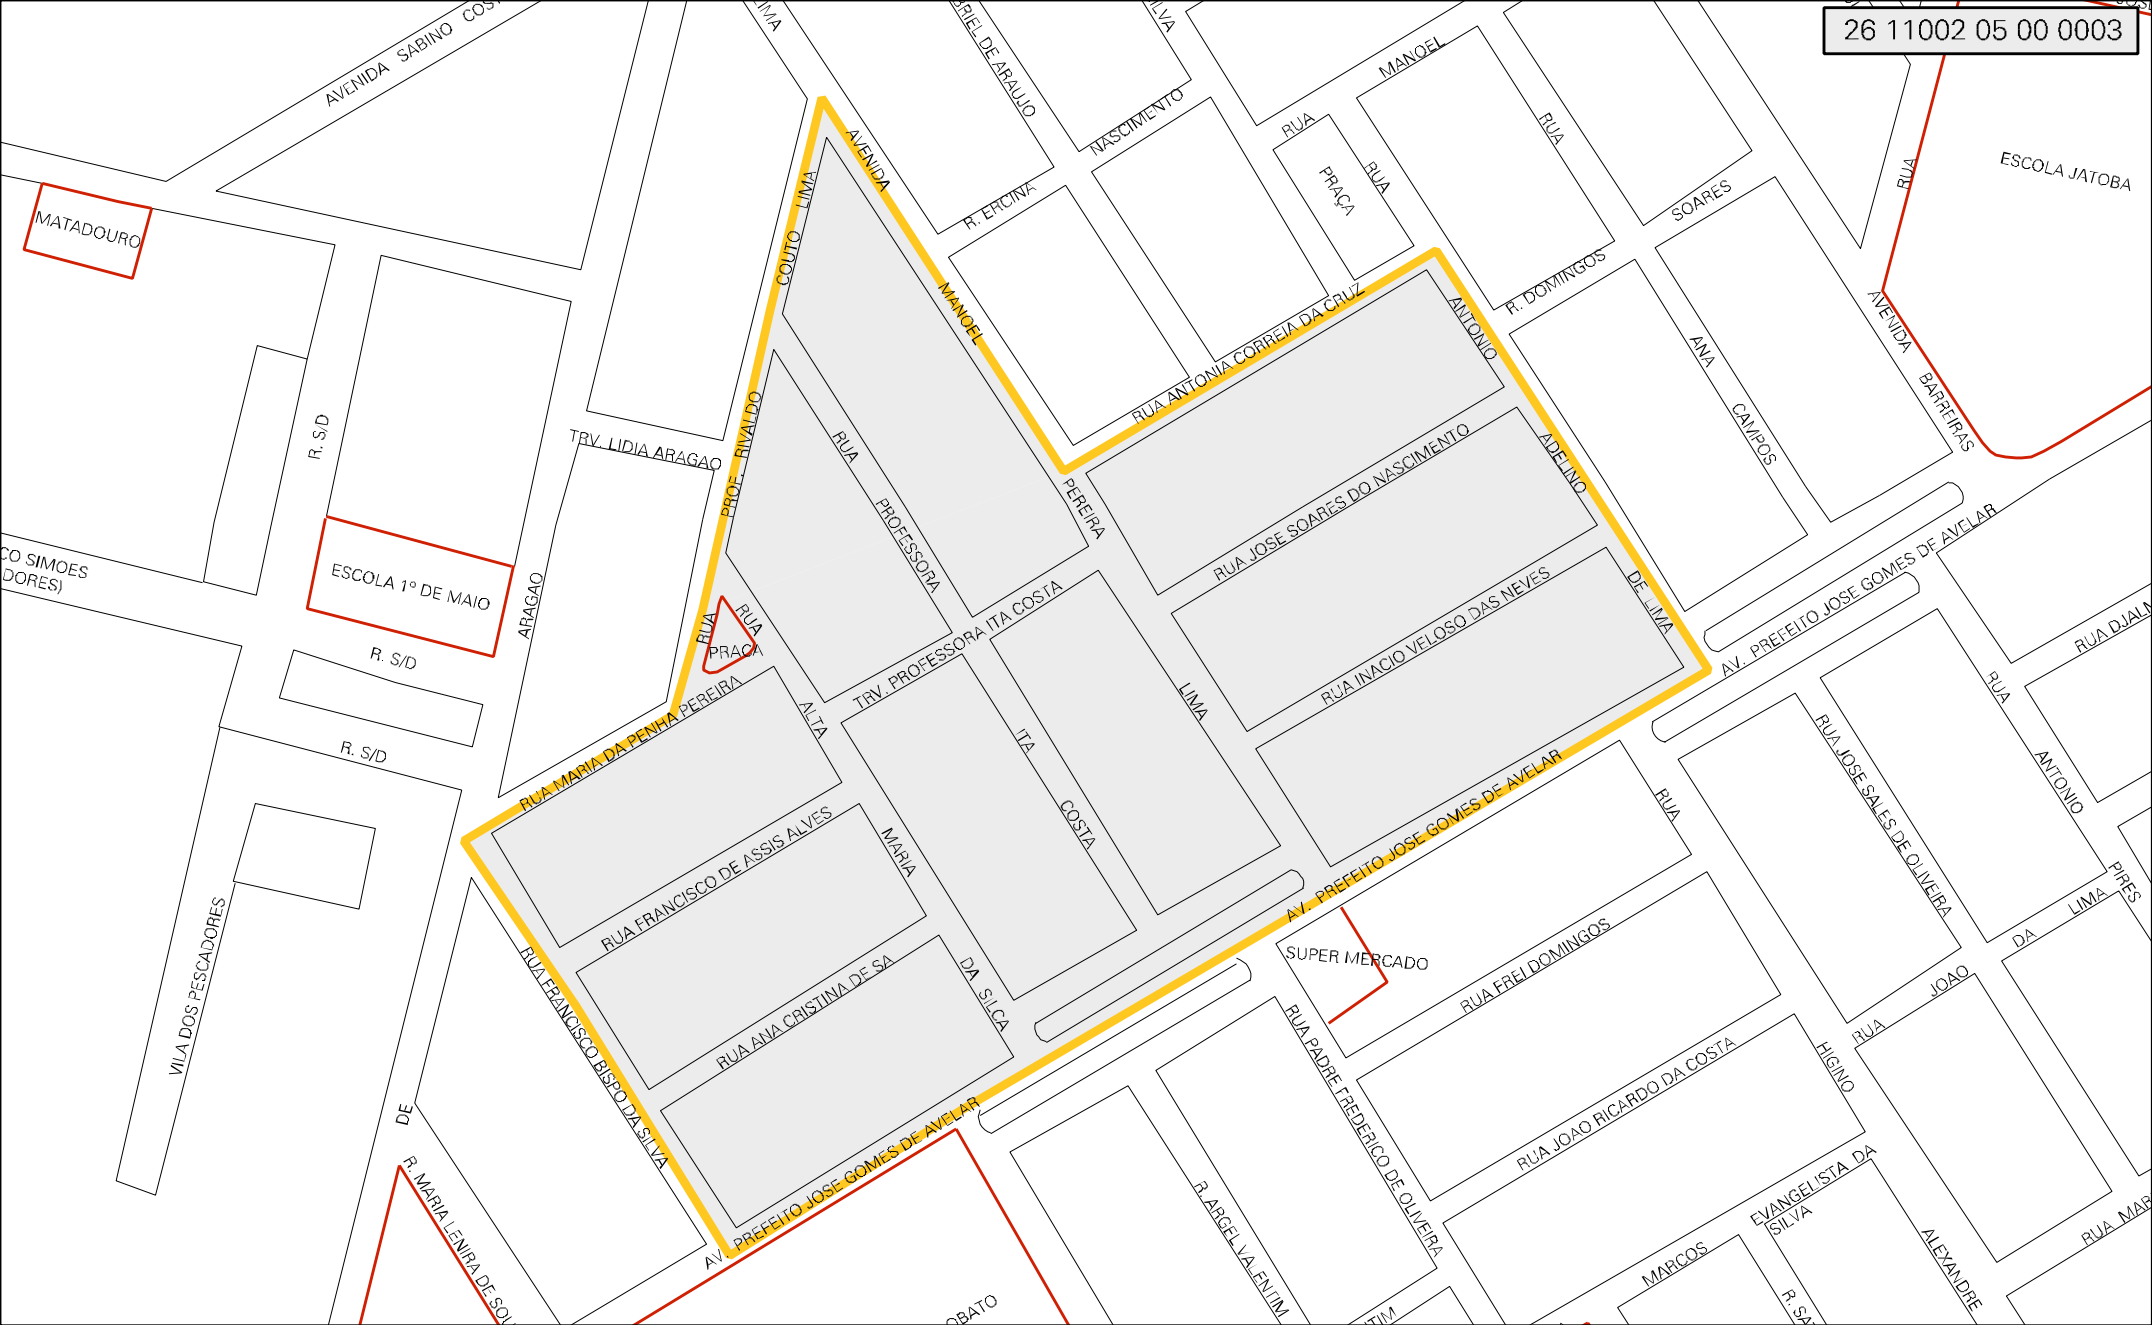 26 11002 05 00 0003
AVENIDA SABINO
LIMA
MANOEL
NASCIMENTO
R. ERCINA
RUA
PRAÇA
RUA
RUA
SOARES
R. DOMINGOS
ESCOLA JATOBA
RUA
AVENIDA
BARREIRAS
MATADOURO
AVENIDA
MANOEL
PEREIRA
LIMA
RUA PROF. RIVALDO COUTO LIMA
RUA ANTONIA CORREIA DA CRUZ
ANTONIO
ADELINO
DE LIMA
ANA
CAMPOS
R. S/D
TRV. LIDIA ARAGAO
RUA
PROFESSORA
ITA
COSTA
RUA JOSE SOARES DO NASCIMENTO
RUA INACIO VELOSO DAS NEVES
AV. PREFEITO JOSE GOMES DE AVELAR
CO SIMOES
DORES)
ESCOLA 1º DE MAIO
ARAGAO
R. S/D
R. S/D
PRAÇA
RUA
ALTA
MARIA
DA SILCA
TRV. PROFESSORA ITA COSTA
RUA MARIA DA PENHA PEREIRA
RUA FRANCISCO DE ASSIS ALVES
RUA ANA CRISTINA DE SA
RUA FRANCISCO BISPO DA SILVA
VILA DOS PESCADORES
DE
R. MARIA LENIRA DE
AV. PREFEITO JOSE GOMES DE AVELAR
AV. PREFEITO JOSE GOMES DE AVELAR
SUPER MERCADO
RUA FREI DOMINGOS
RUA JOAO RICARDO DA COSTA
RUA PADRE FREDERICO DE OLIVEIRA
R. ARGEL VALENTIM
RUA
HIGINO
ALEXANDRE
RUA JOSE SALES DE OLIVEIRA
RUA
ANTONIO
PIRES
RUA
JOAO
DA
LIMA
EVANGELISTA DA
SILVA
MARCOS